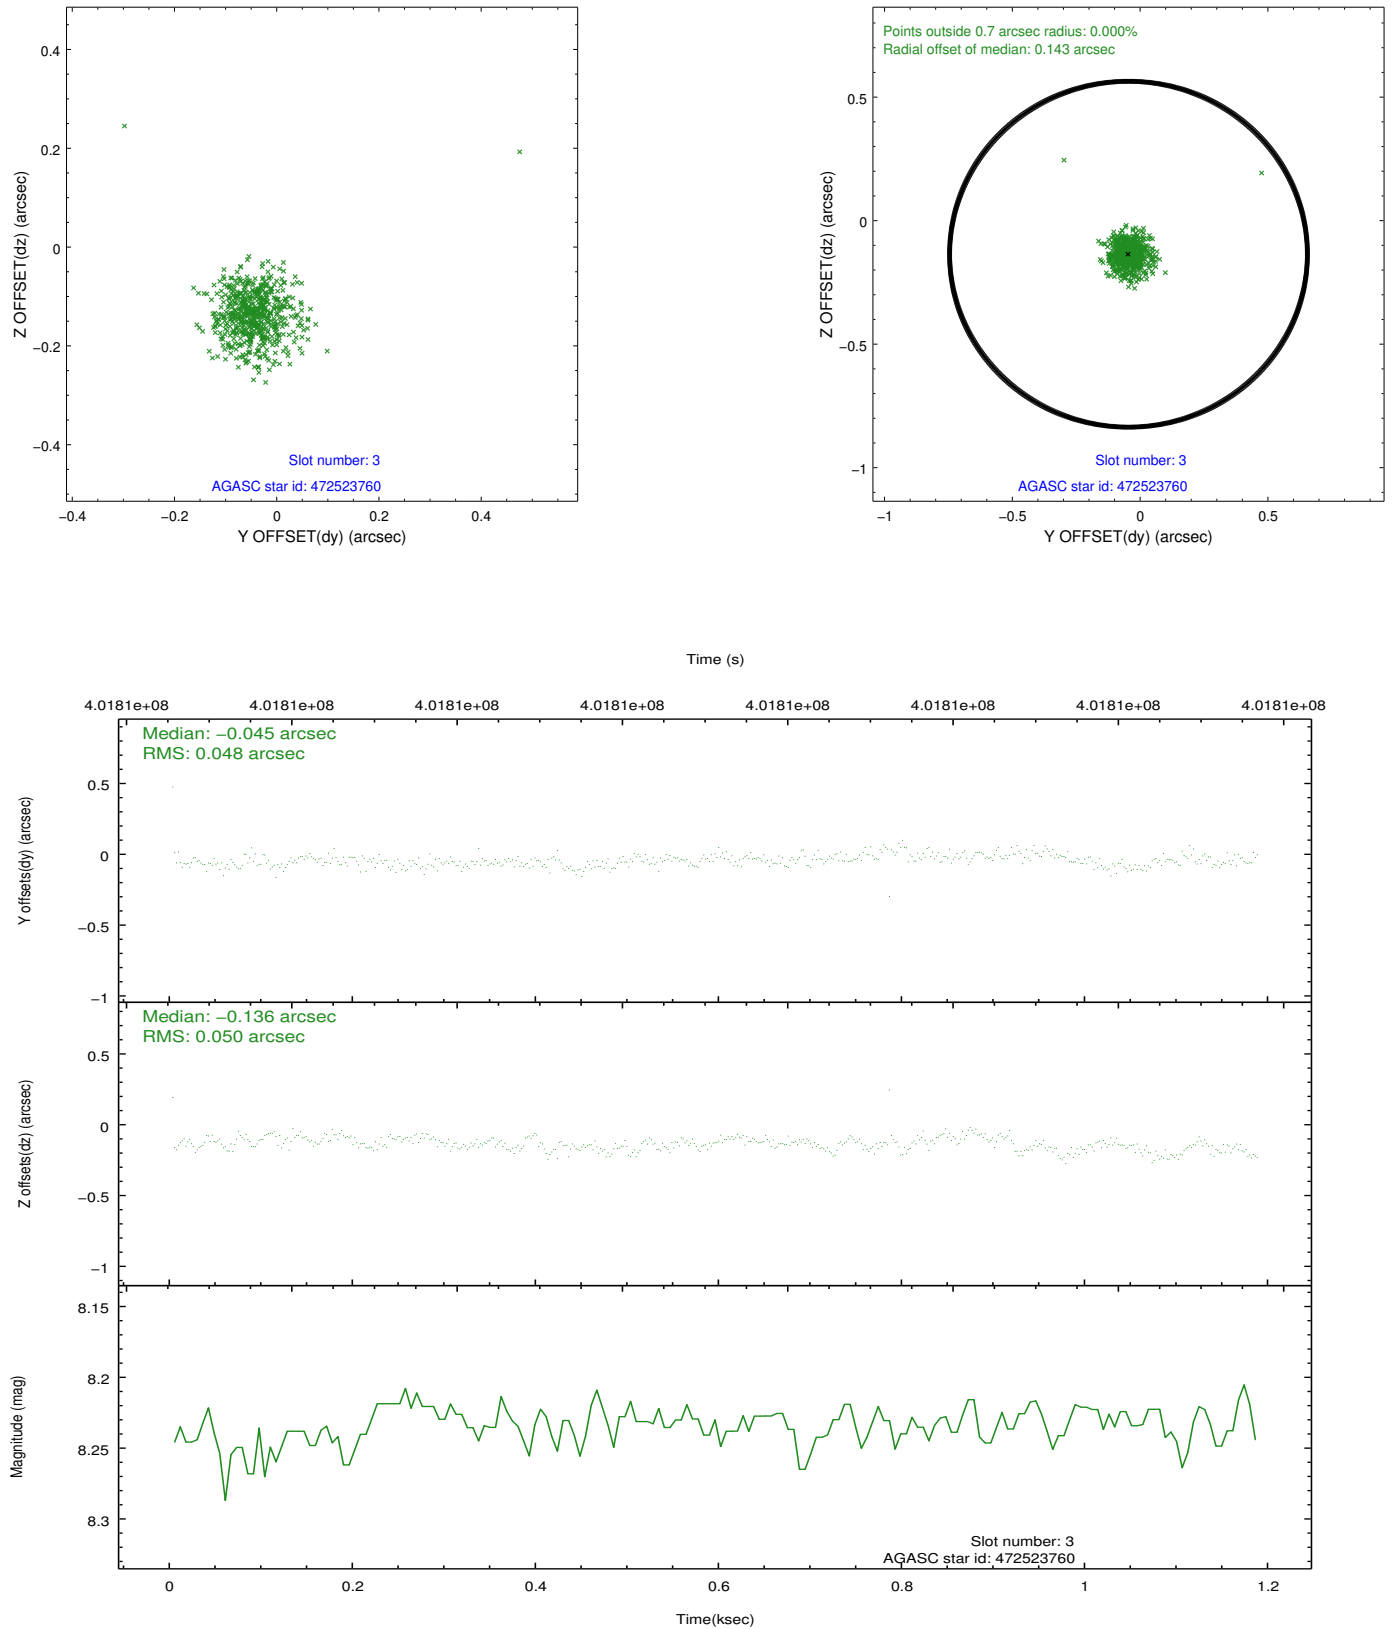 0.4
0.2
0
−0.2
−0.4
Z OFFSET(dz) (arcsec)
Slot number: 3
AGASC star id: 472523760
−0.4 −0.2 0 0.2 0.4
Y OFFSET(dy) (arcsec)
Points outside 0.7 arcsec radius: 0.000%
Radial offset of median: 0.143 arcsec
0.5
0
−0.5
−1
Z OFFSET(dz) (arcsec)
Slot number: 3
AGASC star id: 472523760
−1 −0.5 0 0.5
Y OFFSET(dy) (arcsec)
Time (s)
4.0181e+08 4.0181e+08 4.0181e+08 4.0181e+08 4.0181e+08 4.0181e+08 4.0181e+08 4.0181e+08
Median: −0.045 arcsec
RMS: 0.048 arcsec
0.5
0
−0.5
−1
Y offsets(dy) (arcsec)
Median: −0.136 arcsec
RMS: 0.050 arcsec
0.5
0
−0.5
−1
Z offsets(dz) (arcsec)
8.15
8.2
8.25
8.3
Magnitude (mag)
Slot number: 3
AGASC star id: 472523760
0 0.2 0.4 0.6 0.8 1 1.2
Time(ksec)